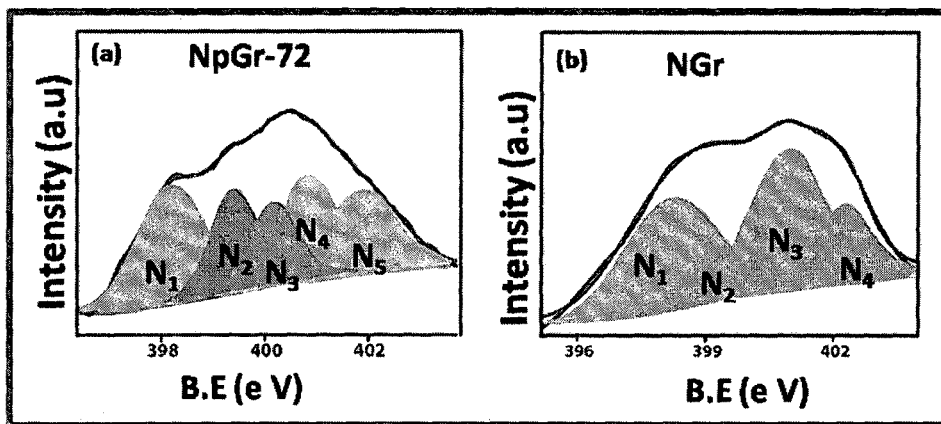 (a) NpGr-72
Intensity (a.u)
N1 N2 N3 N4 N5
398 400 402
B.E (e V)
(b) NGr
Intensity (a.u)
N1 N2 N3 N4
396 399 402
B.E (e V)